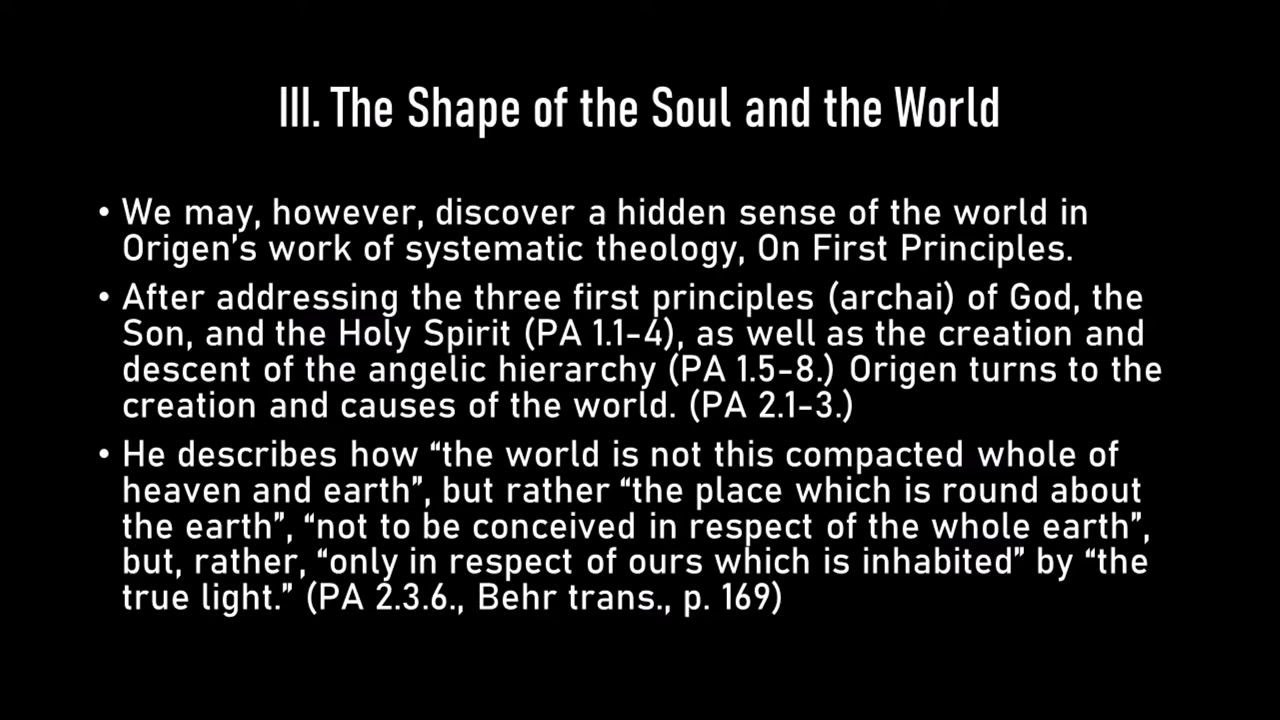 III. The Shape of the Soul and the World
• We may, however, discover a hidden sense of the world in
Origen’s work of systematic theology, On First Principles.
• After addressing the three first principles (archai) of God, the
Son, and the Holy Spirit (PA 1.1-4), as well as the creation and
descent of the angelic hierarchy (PA 1.5-8.) Origen turns to the
creation and causes of the world. (PA 2.1-3.)
• He describes how “the world is not this compacted whole of
heaven and earth”, but rather “the place which is round about
the earth”, “not to be conceived in respect of the whole earth”,
but, rather, “only in respect of ours which is inhabited” by “the
true light.” (PA 2.3.6., Behr trans., p. 169)